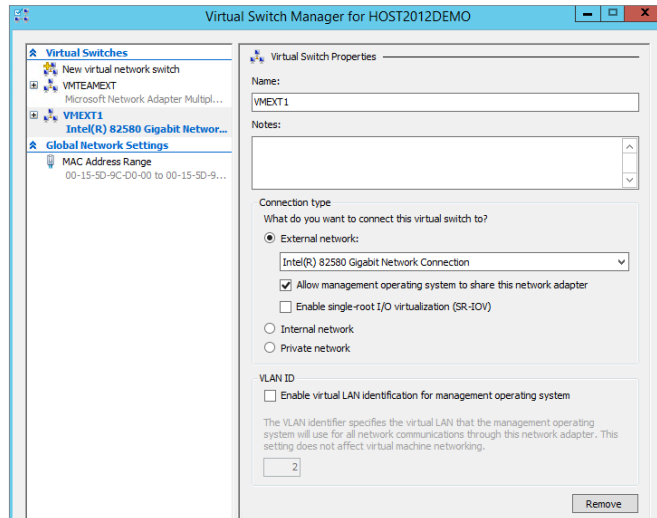 Virtual Switch Manager for HOST2012DEMO
Virtual Switches
New virtual network switch
VMTEAMEXT
Microsoft Network Adapter Multipl...
VMEXT1
Intel(R) 82580 Gigabit Networ...
Global Network Settings
MAC Address Range
00-15-5D-9C-D0-00 to 00-15-5D-9...
Virtual Switch Properties
Name:
VMEXT1
Notes:
Connection type
What do you want to connect this virtual switch to?
External network:
Intel(R) 82580 Gigabit Network Connection
Allow management operating system to share this network adapter
Enable single-root I/O virtualization (SR-IOV)
Internal network
Private network
VLAN ID
Enable virtual LAN identification for management operating system
The VLAN identifier specifies the virtual LAN that the management operating
system will use for all network communications through this network adapter. This
setting does not affect virtual machine networking.
2
Remove